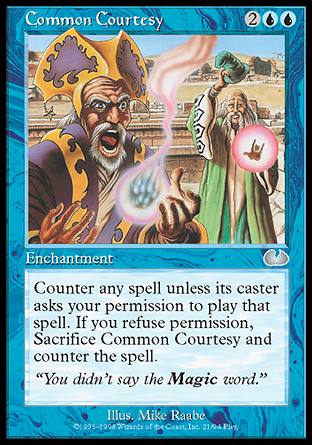 Common Courtesy 2
Enchantment
Counter any spell unless its caster
asks your permission to play that
spell. If you refuse permission,
Sacrifice Common Courtesy and
counter the spell.
"You didn't say the Magic word."
Illus. Mike Raabe
©1993–1998 Wizards of the Coast, Inc. 21/94 Play.